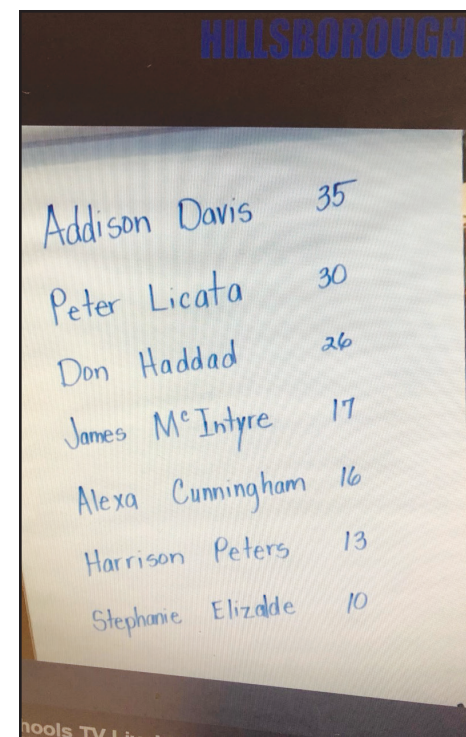 HILLSBOROUGH
Addison Davis 35
Peter Licata 30
Don Haddad 26
James McIntyre 17
Alexa Cunningham 16
Harrison Peters 13
Stephanie Elizalde 10
hools TV Li